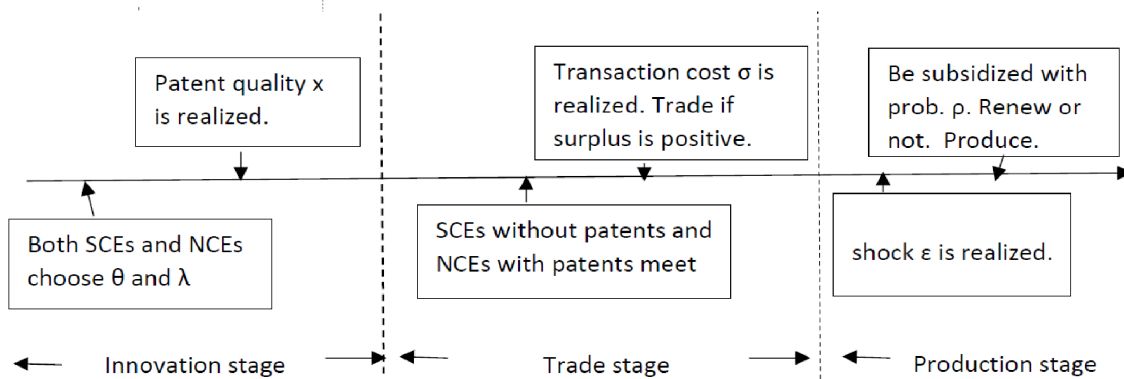 Patent quality x
is realized.
Transaction cost σ is
realized. Trade if
surplus is positive.
Be subsidized with
prob. ρ. Renew or
not. Produce.
Both SCEs and NCEs
choose θ and λ
SCEs without patents and
NCEs with patents meet
shock ε is realized.
Innovation stage
Trade stage
Production stage